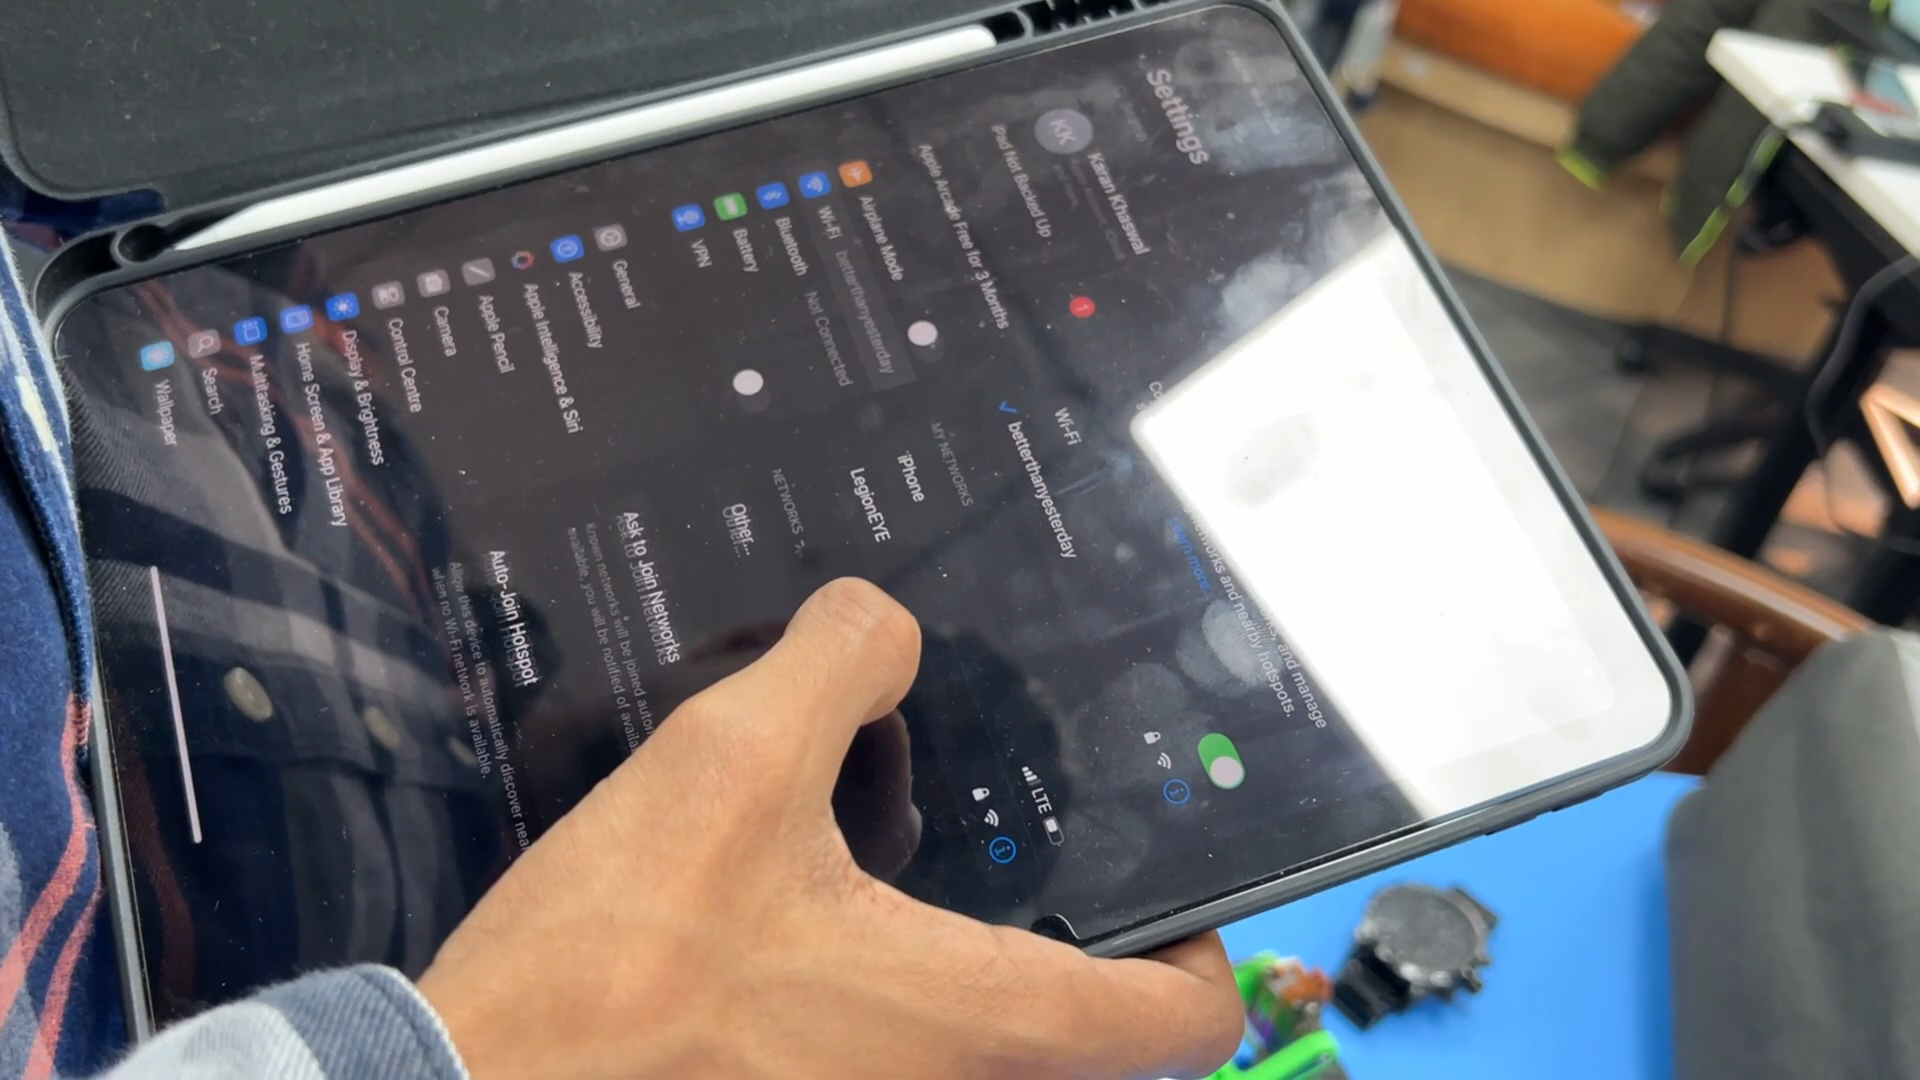 Settings
KK
Karan Khaswal
iPad Not Backed Up
1
Apple Arcade Free for 3 Months
Airplane Mode
Wi-Fi betterthanyesterday
Bluetooth Not Connected
Battery
VPN
General
Accessibility
Apple Intelligence & Siri
Apple Pencil
Camera
Control Centre
Display & Brightness
Home Screen & App Library
Multitasking & Gestures
Search
Wallpaper
LTE
and manage
networks and nearby hotspots.
Learn more...
Wi-Fi
betterthanyesterday
MY NETWORKS
iPhone
LegionEYE
NETWORKS
Other...
Ask to Join Networks
Known networks will be joined
available, you will be notified of
Auto-Join Hotspot
Allow this device to automatically discover
when no Wi-Fi network is available.